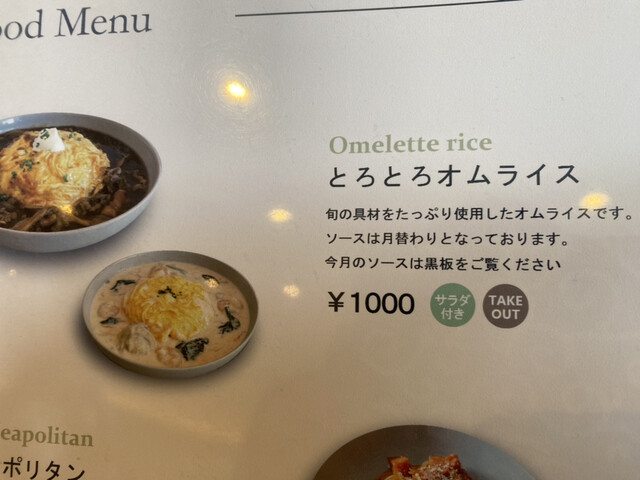 ood Menu
Omelette rice
とろとろオムライス
旬の具材をたっぷり使用したオムライスです。
ソースは月替わりとなっております。
今月のソースは黒板をご覧ください
¥1000
サラダ
付き
TAKE
OUT
eapolitan
ポリタン